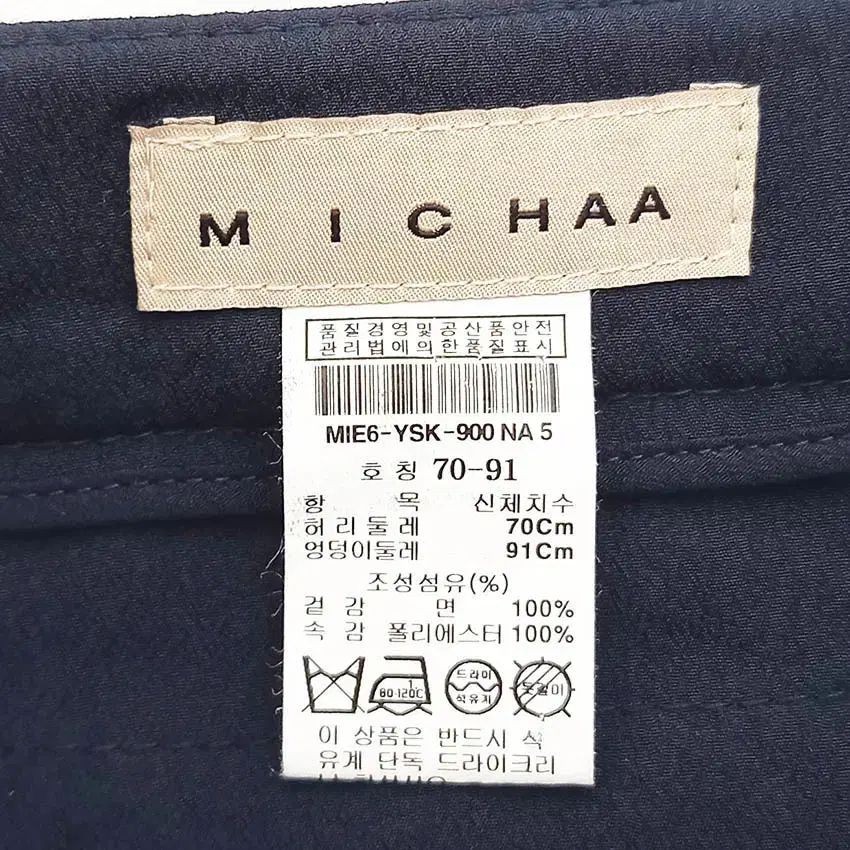 MICHAA
품질경영및공산품안전
관리법에의한품질표시
MIE6-YSK-900 NA 5
호칭 70-91
항 목 신체치수
허리둘레 70Cm
엉덩이둘레 91Cm
조성섬유(%)
겉감 면 100%
속감 폴리에스터 100%
1.
80-120℃
드라이
석유계
이 상품은 반드시 석
유계 단독 드라이크리